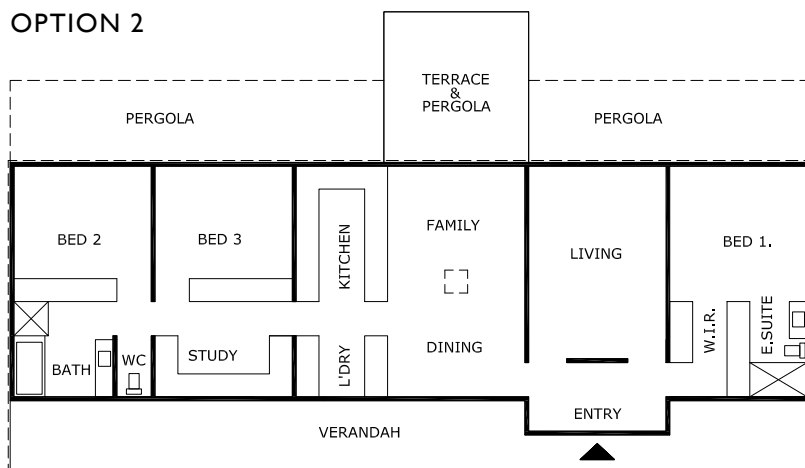 OPTION 2
TERRACE
&
PERGOLA
PERGOLA
PERGOLA
BED 2
BED 3
KITCHEN
FAMILY
LIVING
BED 1.
W.I.R.
E.SUITE
BATH
WC
STUDY
L'DRY
DINING
ENTRY
VERANDAH